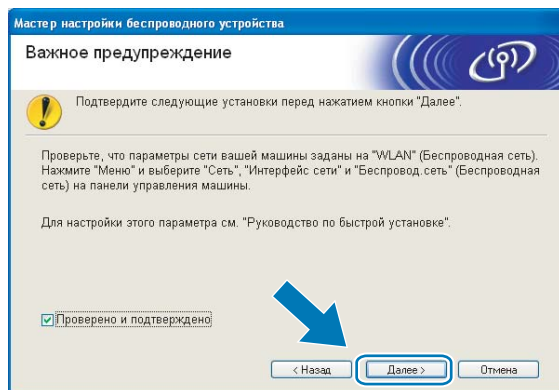 Мастер настройки беспроводного устройства
Важное предупреждение
Подтвердите следующие установки перед нажатием кнопки "Далее".
Проверьте, что параметры сети вашей машины заданы на "WLAN" (Беспроводная сеть).
Нажмите "Меню" и выберите "Сеть", "Интерфейс сети" и "Беспровод.сеть" (Беспроводная
сеть) на панели управления машины.
Для настройки этого параметра см. "Руководство по быстрой установке".
Проверено и подтверждено
< Назад Далее > Отмена